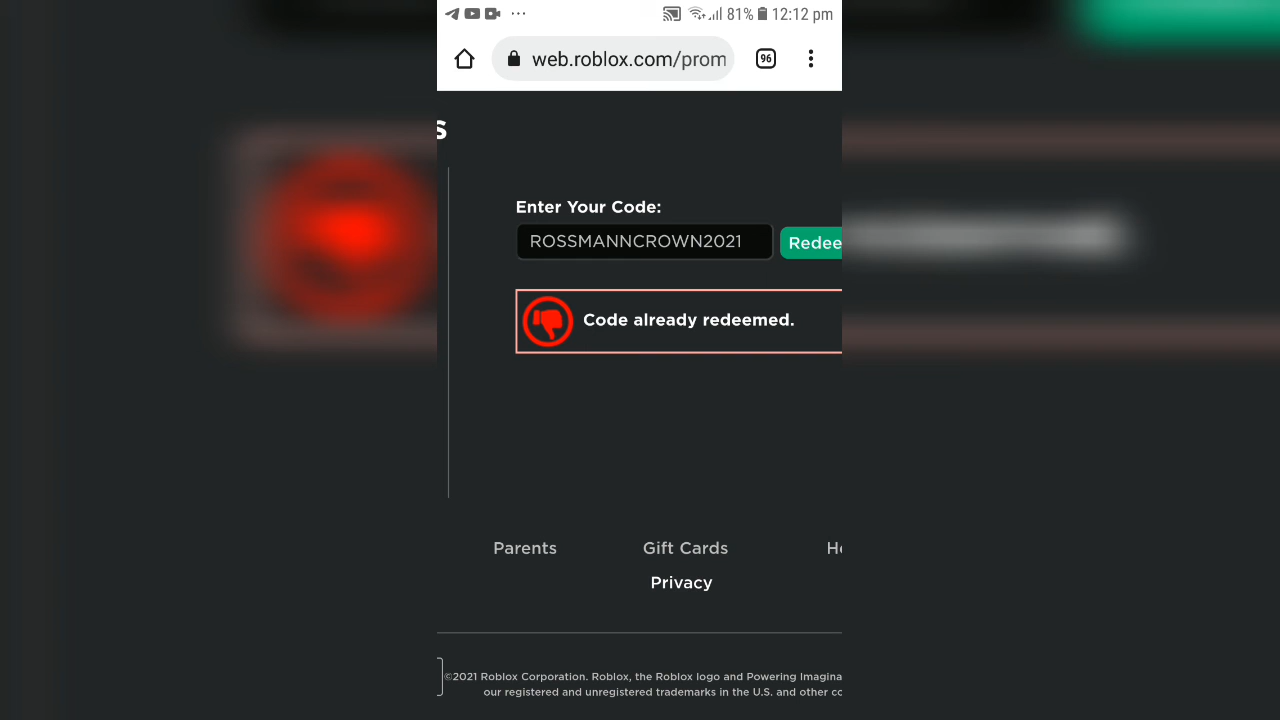 81% 12:12 pm
web.roblox.com/prom
96
s
Enter Your Code:
ROSSMANNCROWN2021 Redee
Code already redeemed.
Parents Gift Cards He
Privacy
©2021 Roblox Corporation. Roblox, the Roblox logo and Powering Imagina
our registered and unregistered trademarks in the U.S. and other co